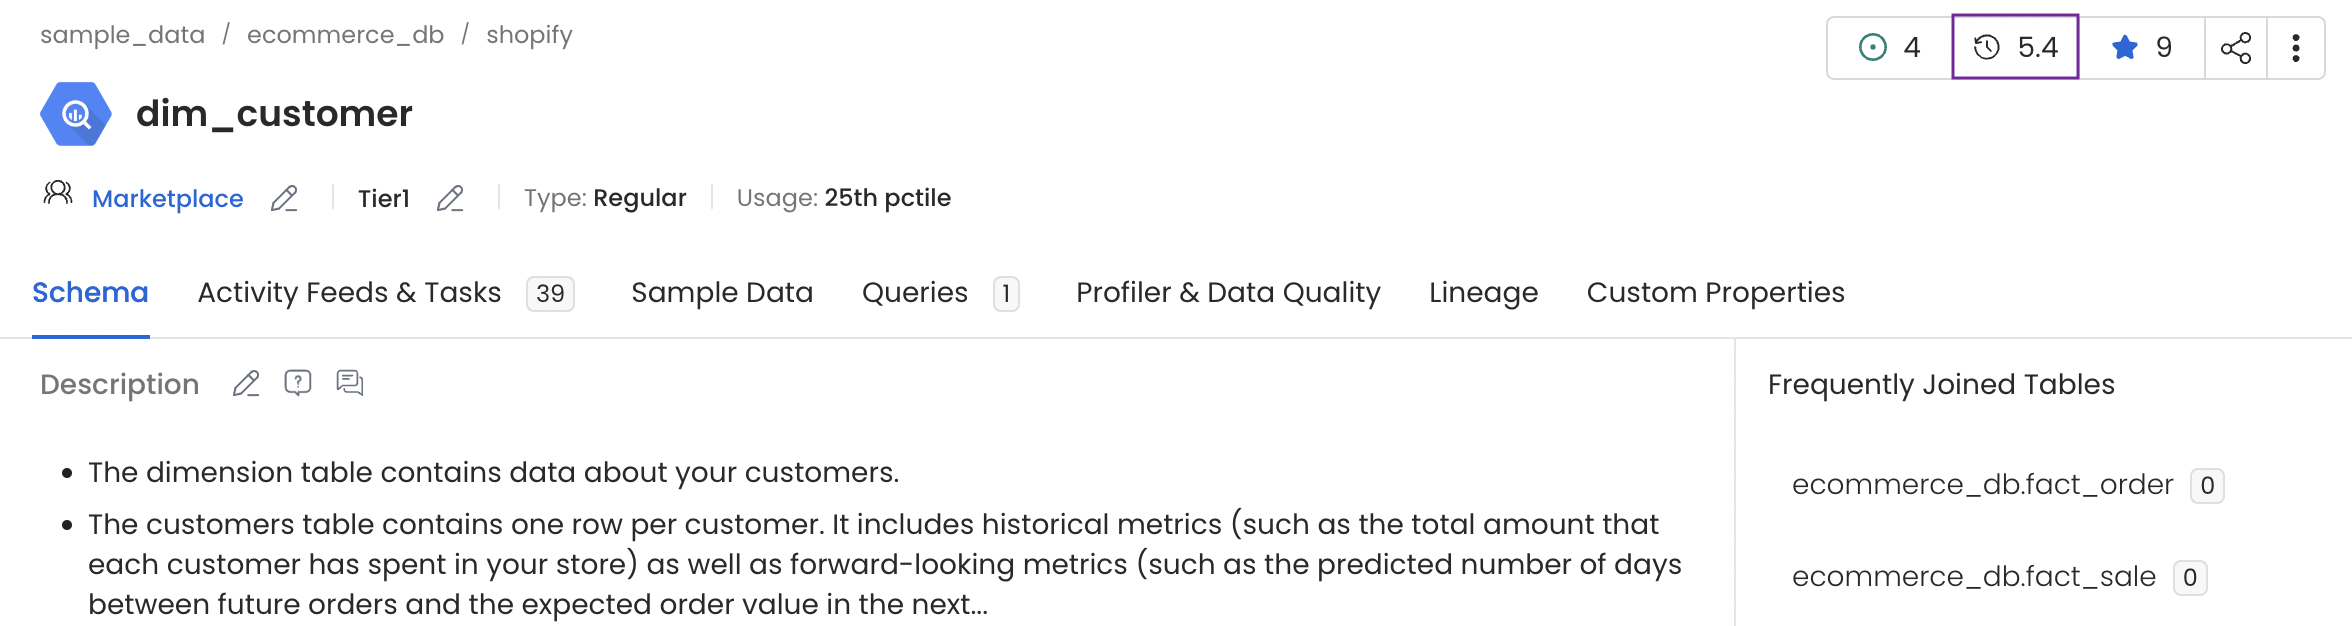 sample_data / ecommerce_db / shopify
4 5.4 9
dim_customer
Marketplace Tier1 Type: Regular Usage: 25th pctile
Schema Activity Feeds & Tasks 39 Sample Data Queries 1 Profiler & Data Quality Lineage Custom Properties
Description ?
• The dimension table contains data about your customers.
• The customers table contains one row per customer. It includes historical metrics (such as the total amount that
each customer has spent in your store) as well as forward-looking metrics (such as the predicted number of days
between future orders and the expected order value in the next...
Frequently Joined Tables
ecommerce_db.fact_order 0
ecommerce_db.fact_sale 0